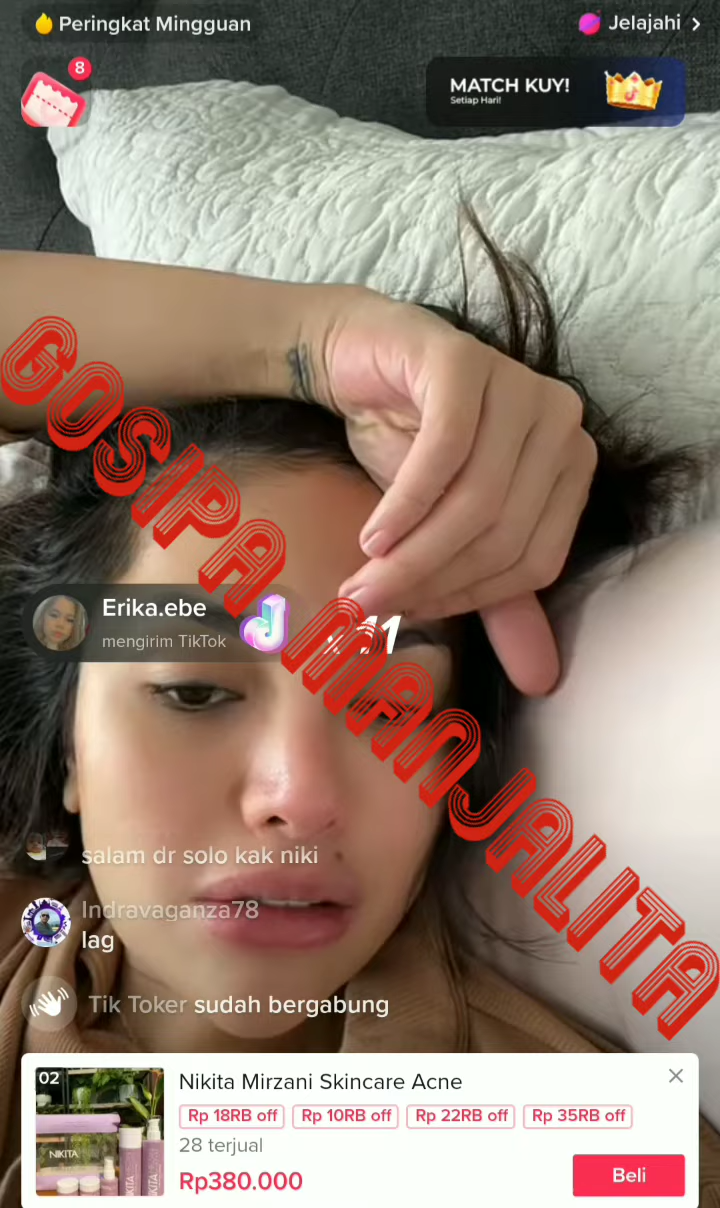 Peringkat Mingguan
Jelajahi
8
MATCH KUY!
Setiap Hari!
GOSIPA MANJALITA
Erika.ebe
mengirim TikTok
salam dr solo kak niki
Indravaganza78
lag
Tik Toker sudah bergabung
02
Nikita Mirzani Skincare Acne
Rp 18RB off
Rp 10RB off
Rp 22RB off
Rp 35RB off
28 terjual
NIKITA
Rp380.000
Beli